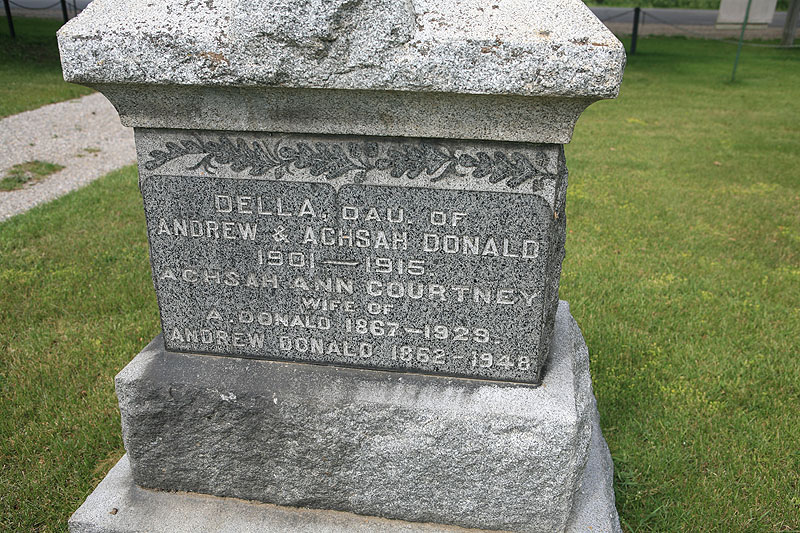 DELLA, DAU. OF
ANDREW & ACHSAH DONALD
1901—1915.
ACHSAH ANN COURTNEY
WIFE OF
A. DONALD 1867-1929.
ANDREW DONALD 1862-1948